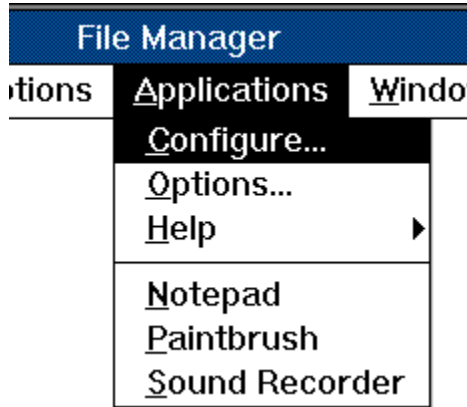 File Manager
tions Applications Windo
Configure...
Options...
Help
Notepad
Paintbrush
Sound Recorder